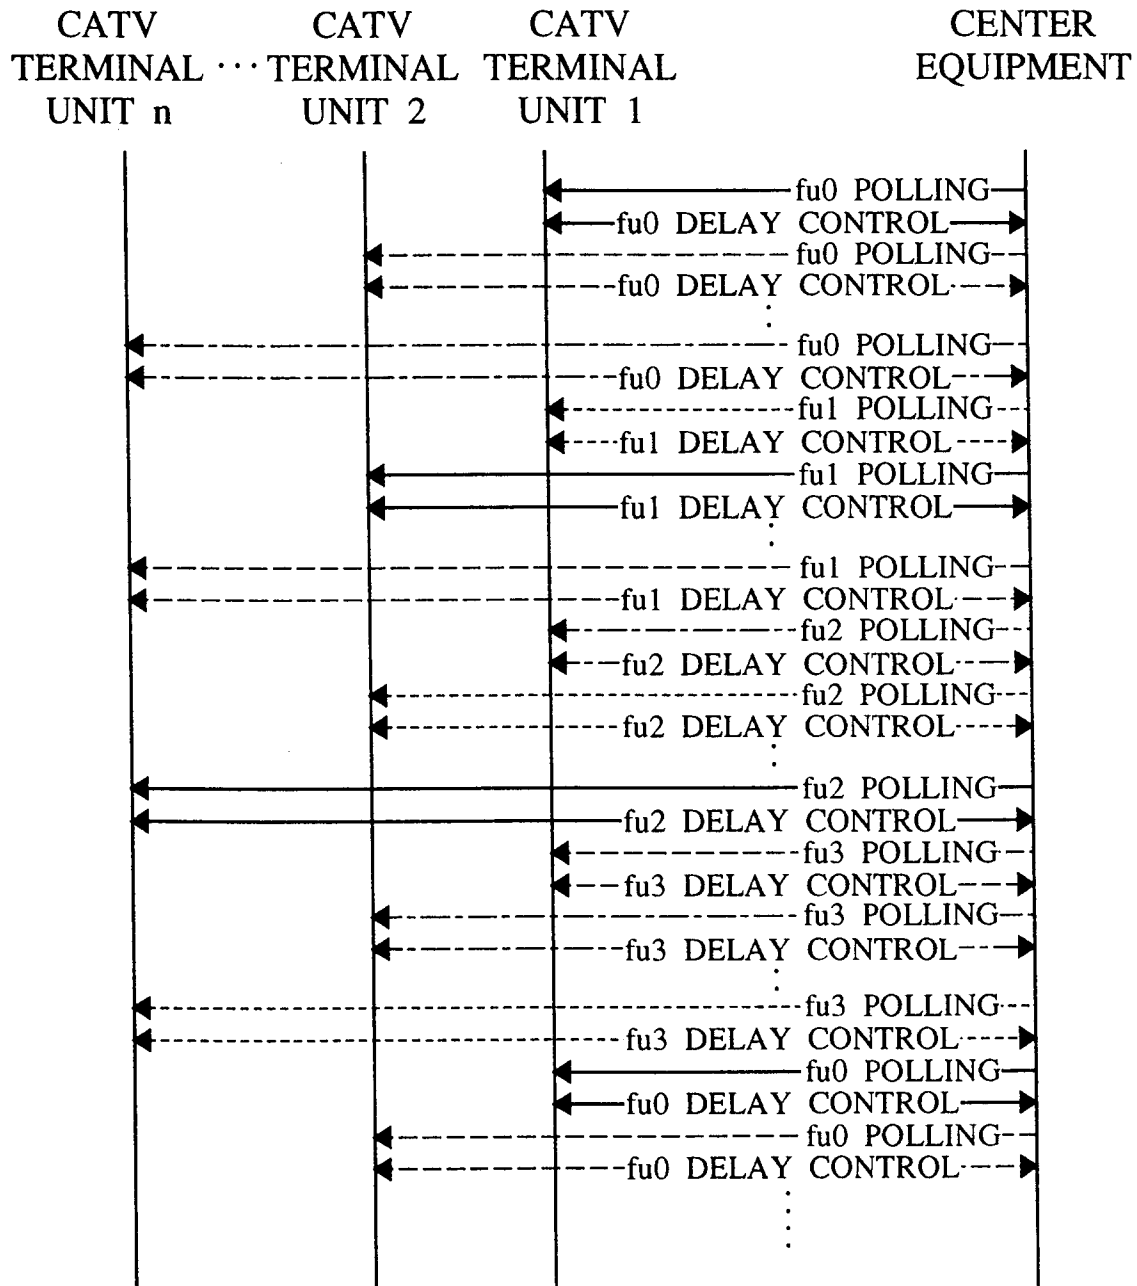 CATV TERMINAL UNIT n
...
CATV TERMINAL UNIT 2
CATV TERMINAL UNIT 1
CENTER EQUIPMENT
fu0 POLLING
fu0 DELAY CONTROL
fu0 POLLING
fu0 DELAY CONTROL
fu0 POLLING
fu0 DELAY CONTROL
fu1 POLLING
fu1 DELAY CONTROL
fu1 POLLING
fu1 DELAY CONTROL
fu1 POLLING
fu1 DELAY CONTROL
fu2 POLLING
fu2 DELAY CONTROL
fu2 POLLING
fu2 DELAY CONTROL
fu2 POLLING
fu2 DELAY CONTROL
fu3 POLLING
fu3 DELAY CONTROL
fu3 POLLING
fu3 DELAY CONTROL
fu3 POLLING
fu3 DELAY CONTROL
fu0 POLLING
fu0 DELAY CONTROL
fu0 POLLING
fu0 DELAY CONTROL